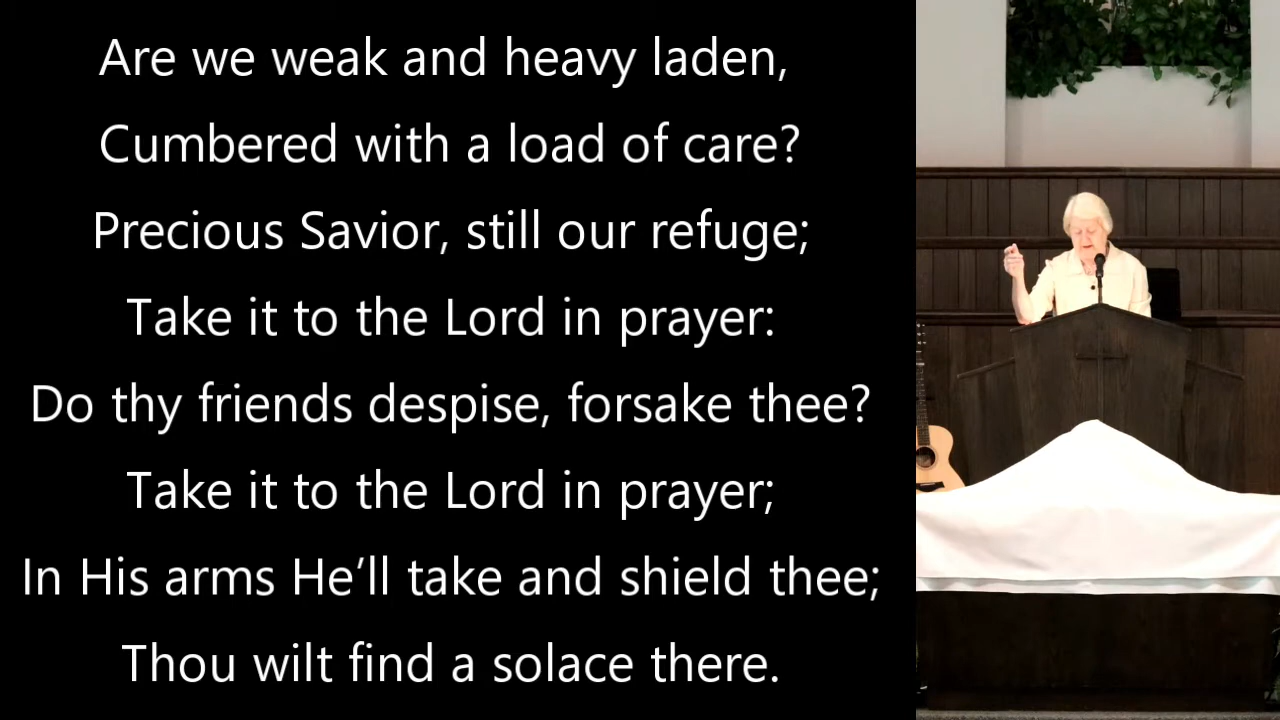 Are we weak and heavy laden,
Cumbered with a load of care?
Precious Savior, still our refuge;
Take it to the Lord in prayer:
Do thy friends despise, forsake thee?
Take it to the Lord in prayer;
In His arms He’ll take and shield thee;
Thou wilt find a solace there.